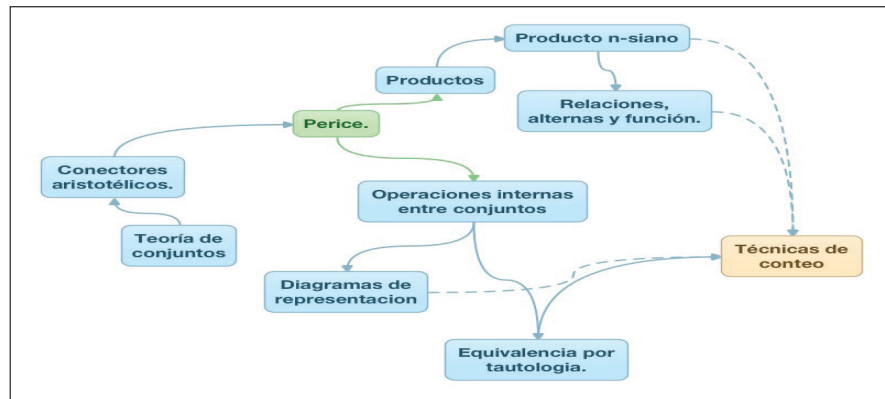 Producto n-siano
Productos
Relaciones,
alternas y función.
Perice.
Conectores
aristotélicos.
Operaciones internas
entre conjuntos
Teoría de
conjuntos
Técnicas de
conteo
Diagramas de
representacion
Equivalencia por
tautologia.